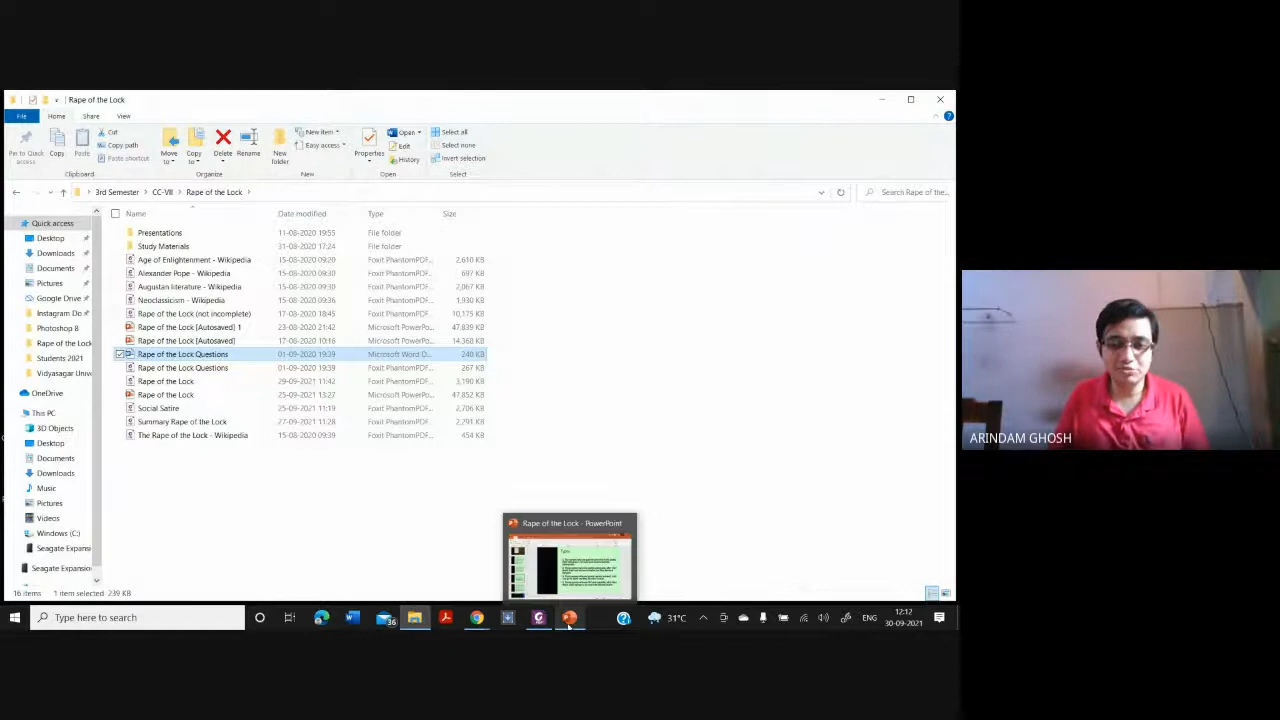 Rape of the Lock
File Home Share View
Pin to Quick access
Copy
Paste
Cut
Copy path
Paste shortcut
Move to
Copy to
Delete
Rename
New folder
New item
Easy access
Properties
Open
Edit
History
Select all
Select none
Invert selection
Clipboard Organize New Open Select
3rd Semester CC-VII Rape of the Lock
Search Rape of the...
Name Date modified Type Size
Presentations 11-08-2020 19:55 File folder
Study Materials 31-08-2020 17:24 File folder
Age of Enlightenment - Wikipedia 15-08-2020 09:20 Foxit PhantomPDF... 2,610 KB
Alexander Pope - Wikipedia 15-08-2020 09:30 Foxit PhantomPDF... 697 KB
Augustan literature - Wikipedia 15-08-2020 09:30 Foxit PhantomPDF... 2,067 KB
Neoclassicism - Wikipedia 15-08-2020 09:36 Foxit PhantomPDF... 1,930 KB
Rape of the Lock (not incomplete) 17-08-2020 18:45 Foxit PhantomPDF... 10,175 KB
Rape of the Lock [Autosaved] 1 23-08-2020 21:42 Microsoft PowerPo... 47,839 KB
Rape of the Lock [Autosaved] 17-08-2020 10:16 Microsoft PowerPo... 14,368 KB
Rape of the Lock Questions 01-09-2020 19:39 Microsoft Word D... 240 KB
Rape of the Lock Questions 01-09-2020 19:39 Foxit PhantomPDF... 267 KB
Rape of the Lock 29-09-2021 11:42 Foxit PhantomPDF... 3,190 KB
Rape of the Lock 25-09-2021 13:27 Microsoft PowerPo... 47,852 KB
Social Satire 25-09-2021 11:19 Foxit PhantomPDF... 2,706 KB
Summary Rape of the Lock 27-09-2021 11:28 Foxit PhantomPDF... 2,291 KB
The Rape of the Lock - Wikipedia 15-08-2020 09:39 Foxit PhantomPDF... 454 KB
Quick access
Desktop
Downloads
Documents
Pictures
Google Drive
Instagram Do
Photoshop 8
Rape of the Lock
Students 2021
Vidyasagar Univ
OneDrive
This PC
3D Objects
Desktop
Documents
Downloads
Music
Pictures
Videos
Windows (C:)
Seagate Expansi
Seagate Expans
16 items 1 item selected 239 KB
Rape of the Lock - PowerPoint
Type here to search
36
31°C
ENG
12:12
30-09-2021
ARINDAM GHOSH